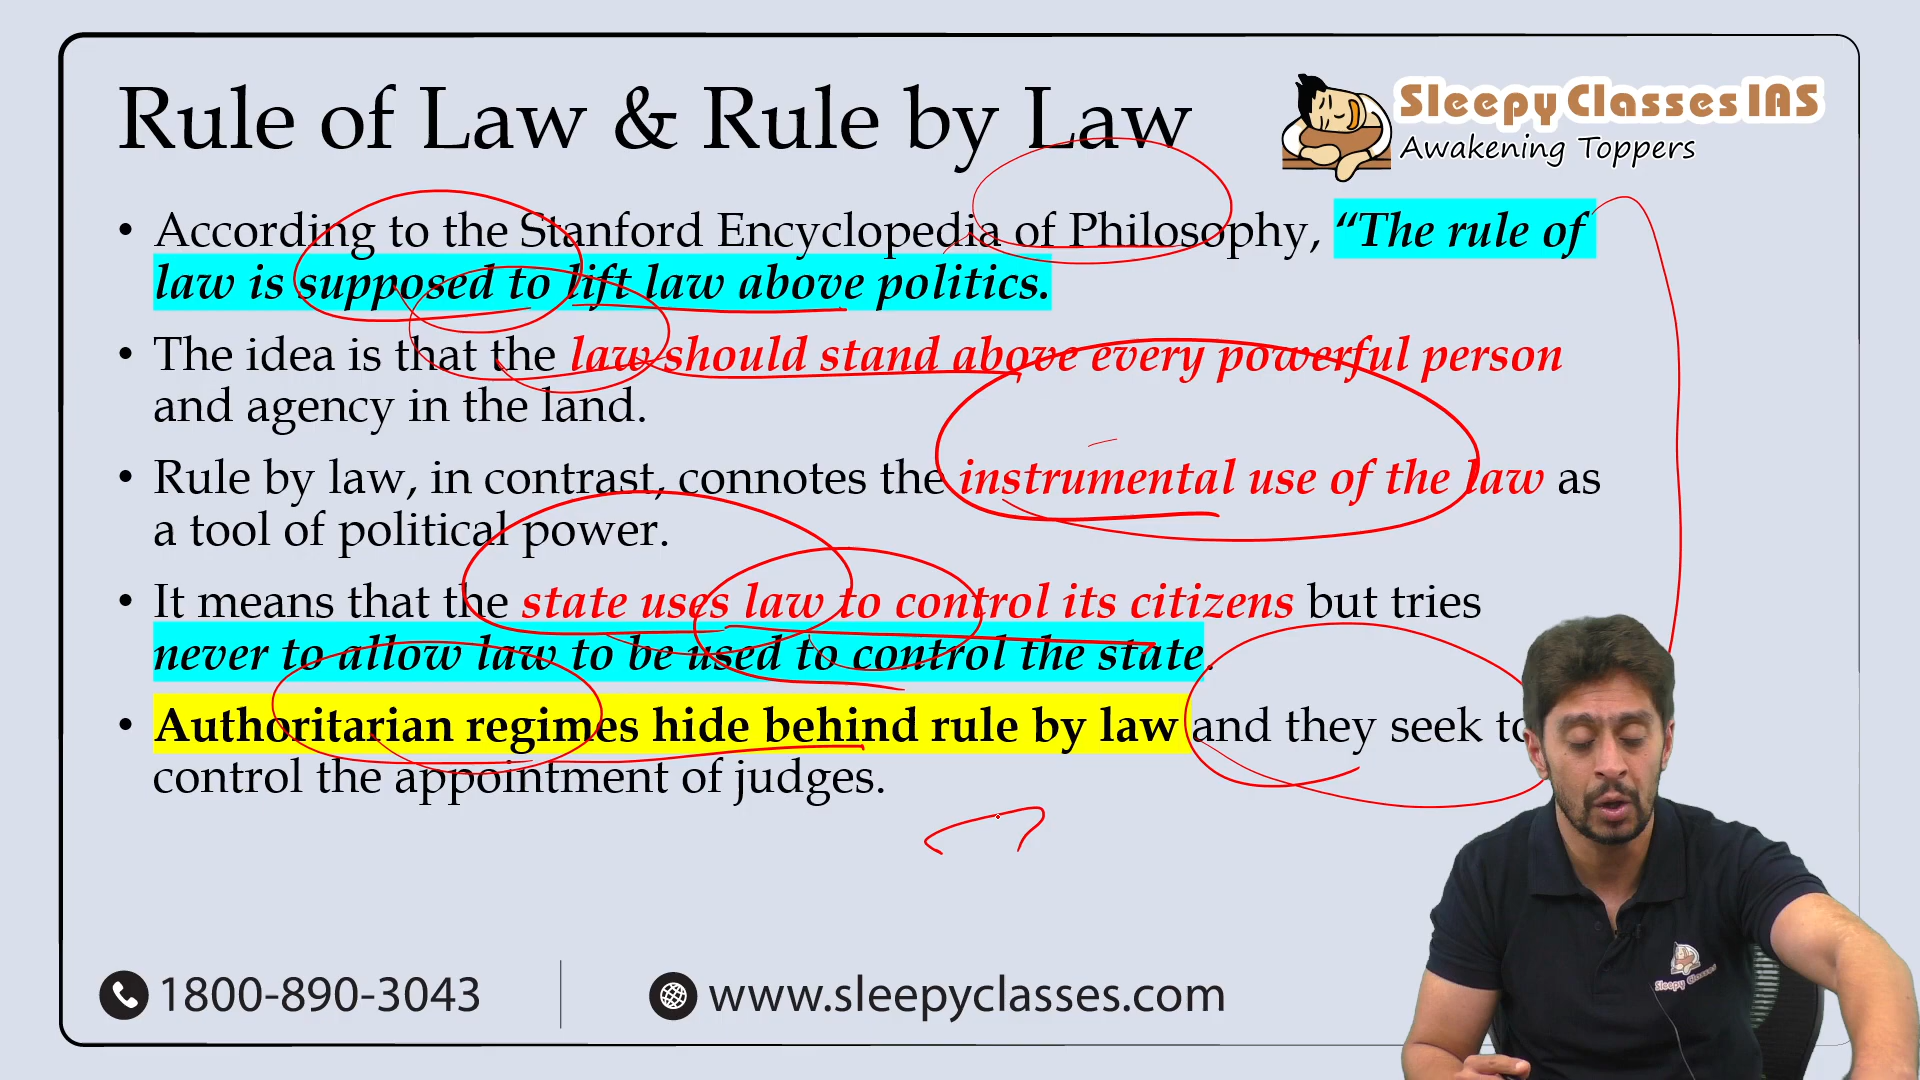 Rule of Law & Rule by Law
Sleepy Classes IAS
Awakening Toppers
• According to the Stanford Encyclopedia of Philosophy, “The rule of
law is supposed to lift law above politics.
• The idea is that the law should stand above every powerful person
and agency in the land.
• Rule by law, in contrast, connotes the instrumental use of the law as
a tool of political power.
• It means that the state uses law to control its citizens but tries
never to allow law to be used to control the state.
• Authoritarian regimes hide behind rule by law and they seek to
control the appointment of judges.
1800-890-3043
www.sleepyclasses.com
Sleepy Classes